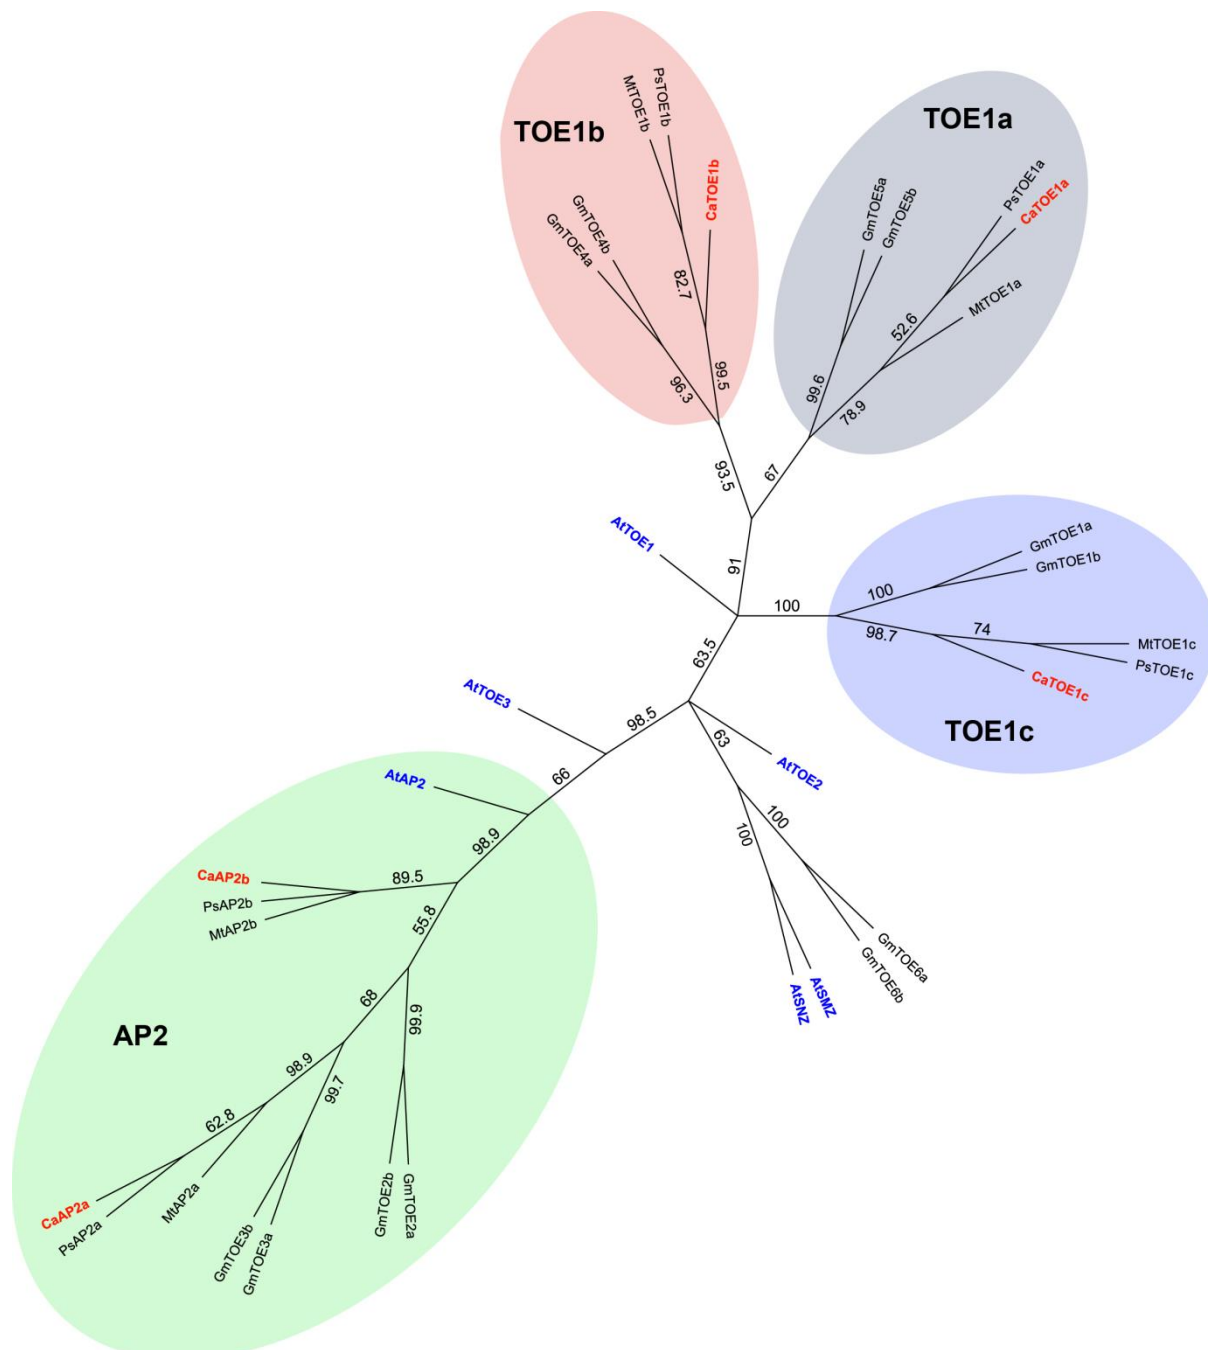 TOE1b
MtTOE1b
PsTOE1b
CaTOE1b
GmTOE4b
GmTOE4a
82.7
99.5
96.3
93.5
TOE1a
GmTOE5a
GmTOE5b
PsTOE1a
CaTOE1a
MtTOE1a
52.6
99.6
78.9
67
91
AtTOE1
GmTOE1a
GmTOE1b
100
100
98.7
74
MtTOE1c
PsTOE1c
CaTOE1c
TOE1c
63.5
AtTOE3
98.5
63
AtTOE2
66
AtAP2
100
100
98.9
CaAP2b
PsAP2b
MtAP2b
89.5
55.8
GmTOE6a
GmTOE6b
AtSMZ
AtSNZ
AP2
68
99.9
98.9
99.7
62.8
CaAP2a
PsAP2a
MtAP2a
GmTOE3b
GmTOE3a
GmTOE2b
GmTOE2a